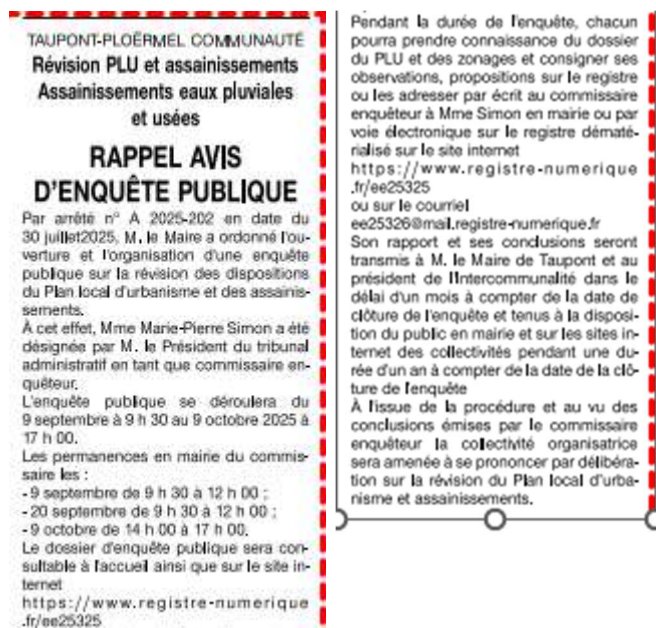 TAUPONT-PLOËRMEL COMMUNAUTÉ
Révision PLU et assainissements
Assainissements eaux pluviales
et usées
RAPPEL AVIS
D'ENQUÊTE PUBLIQUE
Par arrêté n° A 2025-202 en date du
30 juillet2025, M. le Maire a ordonné l'ou-
verture et l'organisation d'une enquête
publique sur la révision des dispositions
du Plan local d'urbanisme et des assainis-
sements.
À cet effet, Mme Marie-Pierre Simon a été
désignée par M. le Président du tribunal
administratif en tant que commissaire en-
quêteur.
L'enquête publique se déroulera du
9 septembre à 9 h 30 au 9 octobre 2025 à
17 h 00.
Les permanences en mairie du commis-
saire les :
- 9 septembre de 9 h 30 à 12 h 00 ;
- 20 septembre de 9 h 30 à 12 h 00 ;
- 9 octobre de 14 h 00 à 17 h 00.
Le dossier d'enquête publique sera con-
sultable à l'accueil ainsi que sur le site in-
ternet
https://www.registre-numerique
.fr/ee25325
Pendant la durée de l'enquête, chacun
pourra prendre connaissance du dossier
du PLU et des zonages et consigner ses
observations, propositions sur le registre
ou les adresser par écrit au commissaire
enquêteur à Mme Simon en mairie ou par
voie électronique sur le registre dématé-
rialisé sur le site internet
https://www.registre-numerique
.fr/ee25325
ou sur le courriel
ee25326@mail.registre-numerique.fr
Son rapport et ses conclusions seront
transmis à M. le Maire de Taupont et au
président de l'Intercommunalité dans le
délai d'un mois à compter de la date de
clôture de l'enquête et tenus à la disposi-
tion du public en mairie et sur les sites in-
ternet des collectivités pendant une du-
rée d'un an à compter de la date de la clô-
ture de l'enquête
À l'issue de la procédure et au vu des
conclusions émises par le commissaire
enquêteur la collectivité organisatrice
sera amenée à se prononcer par délibéra-
tion sur la révision du Plan local d'urba-
nisme et assainissements.